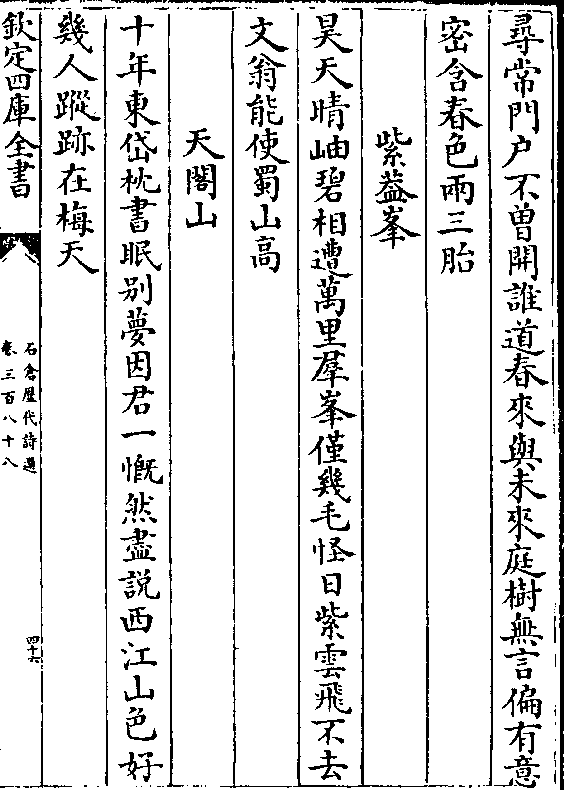 尋常門户不曾開誰道春來與未來庭樹無言偏有意
密含春色兩三胎
紫葢峯
昊天晴岫碧相遭萬里羣峯僅幾毛怪日紫雲飛不去
文翁能使蜀山高
天閣山
十年東岱枕書眠别夢因君一慨然盡説西江山色好
幾人蹤跡在梅天
欽定四庫全書
石倉歴代詩選
卷三百八十八
四十六